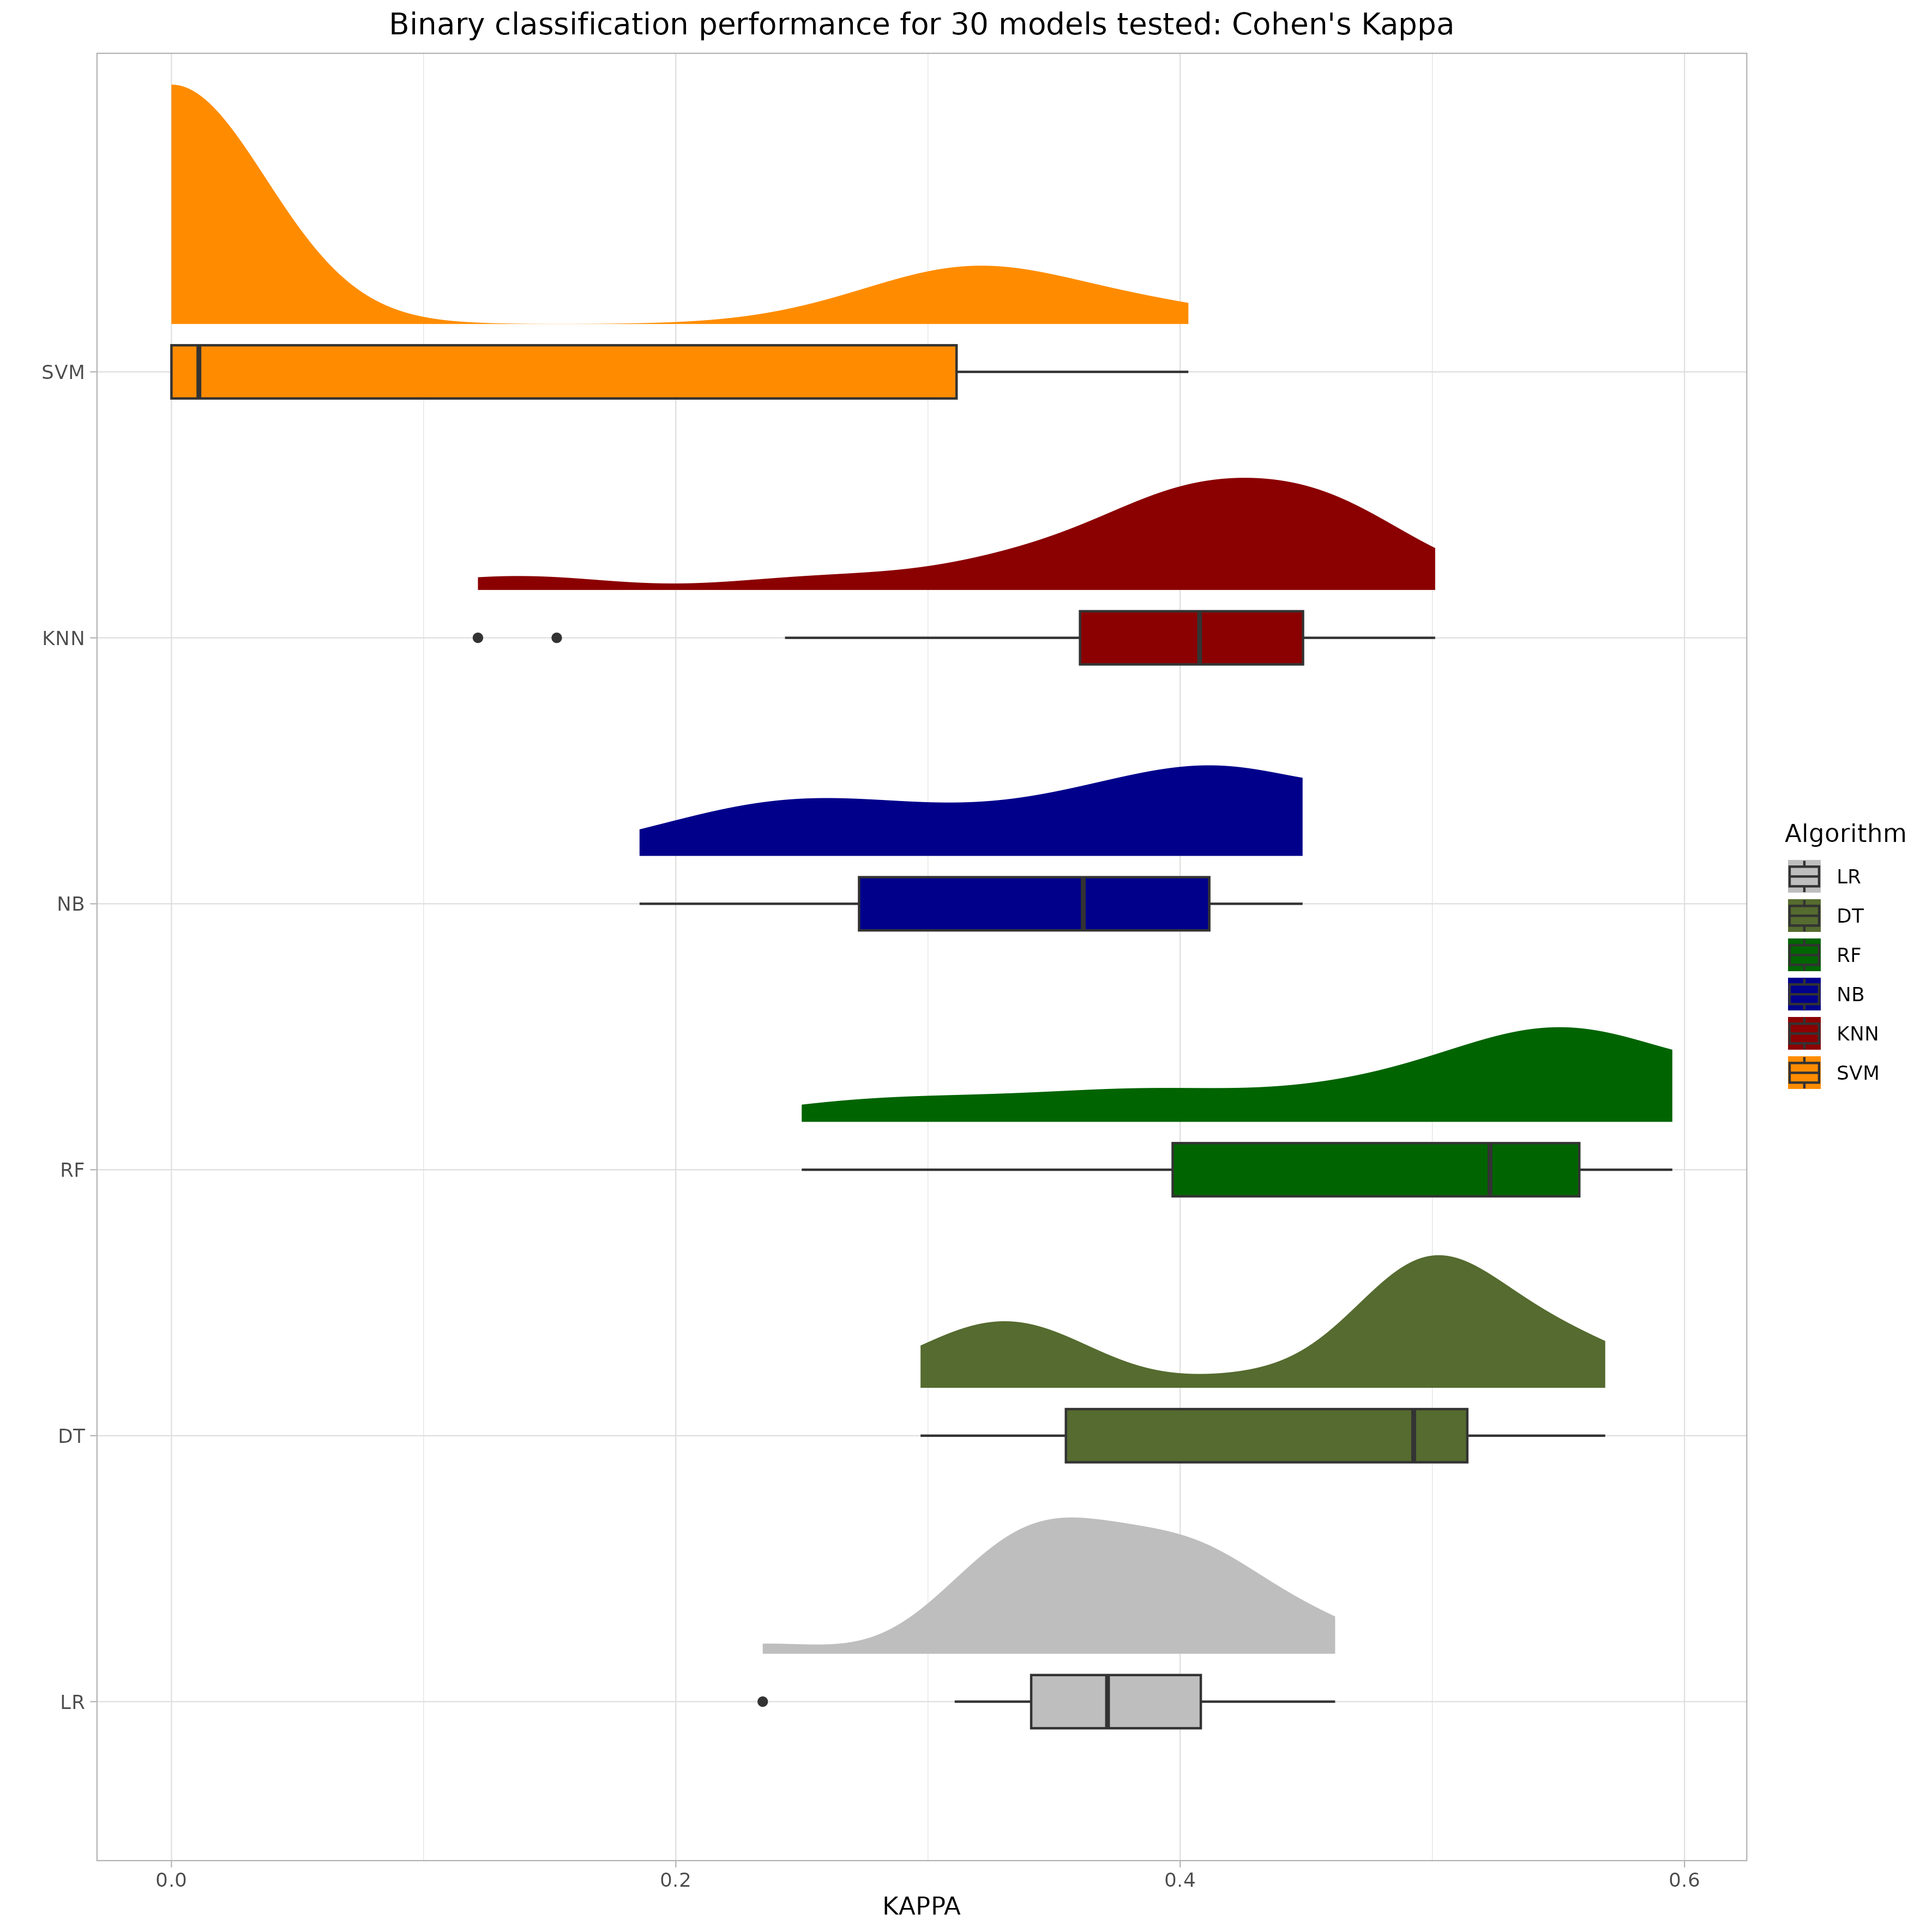 Binary classification performance for 30 models tested: Cohen's Kappa
SVM
KNN
NB
RF
DT
LR
0.0 0.2 0.4 0.6
KAPPA
Algorithm
LR
DT
RF
NB
KNN
SVM